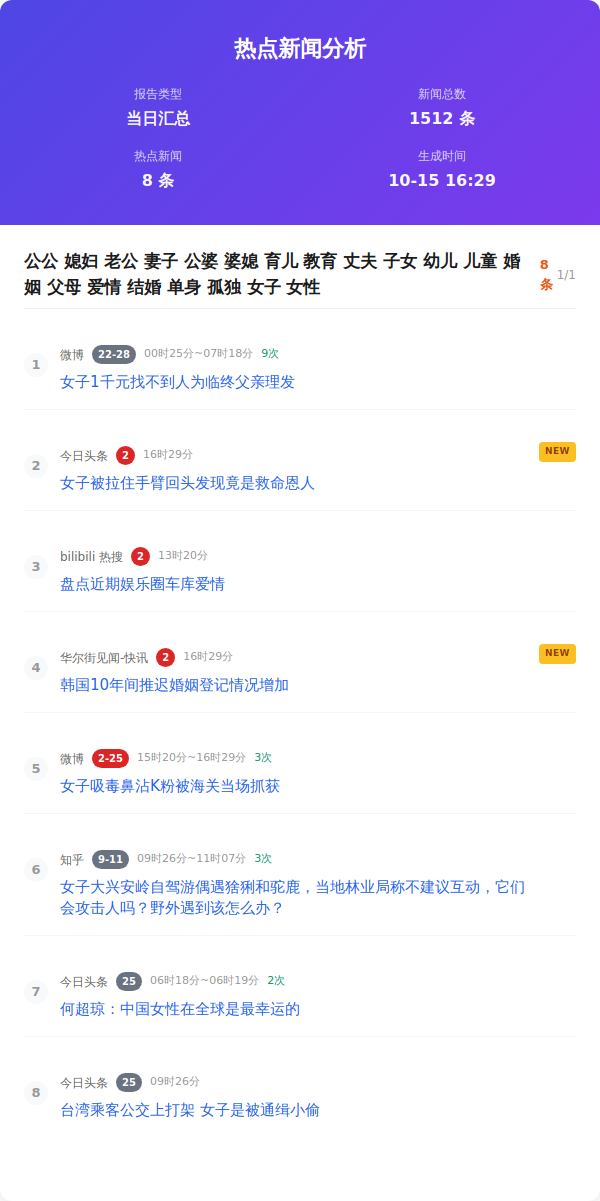 热点新闻分析
报告类型
当日汇总
新闻总数
1512 条
热点新闻
8 条
生成时间
10-15 16:29
公公 媳妇 老公 妻子 公婆 婆媳 育儿 教育 丈夫 子女 幼儿 儿童 婚
姻 父母 爱情 结婚 单身 孤独 女子 女性
8
条
1/1
1
微博 22-28 00时25分~07时18分 9次
女子1千元找不到人为临终父亲理发
2
今日头条 2 16时29分
NEW
女子被拉住手臂回头发现竟是救命恩人
3
bilibili 热搜 2 13时20分
盘点近期娱乐圈车库爱情
4
华尔街见闻-快讯 2 16时29分
NEW
韩国10年间推迟婚姻登记情况增加
5
微博 2-25 15时20分~16时29分 3次
女子吸毒鼻沾K粉被海关当场抓获
6
知乎 9-11 09时26分~11时07分 3次
女子大兴安岭自驾游偶遇猞猁和驼鹿，当地林业局称不建议互动，它们
会攻击人吗？野外遇到该怎么办？
7
今日头条 25 06时18分~06时19分 2次
何超琼：中国女性在全球是最幸运的
8
今日头条 25 09时26分
台湾乘客公交上打架 女子是被通缉小偷